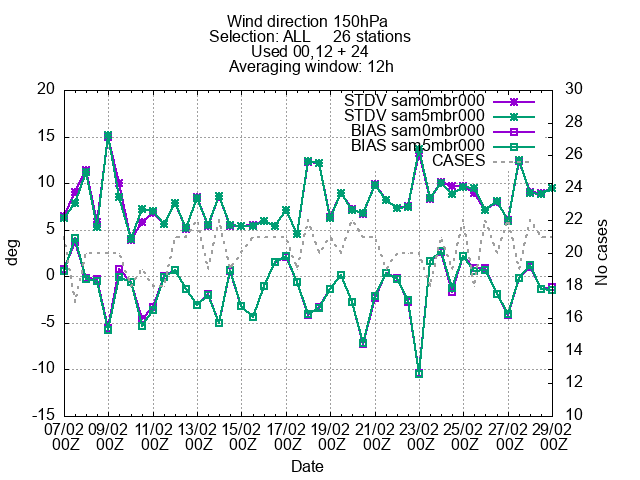 Wind direction 150hPa
Selection: ALL 26 stations
Used 00,12 + 24
Averaging window: 12h
STDV sam0mbr000
STDV sam5mbr000
BIAS sam0mbr000
BIAS sam5mbr000
CASES
20
15
10
5
0
-5
-10
-15
deg
30
28
26
24
22
20
18
16
14
12
10
No cases
07/02 09/02 11/02 13/02 15/02 17/02 19/02 21/02 23/02 25/02 27/02 29/02
00Z 00Z 00Z 00Z 00Z 00Z 00Z 00Z 00Z 00Z 00Z 00Z
Date